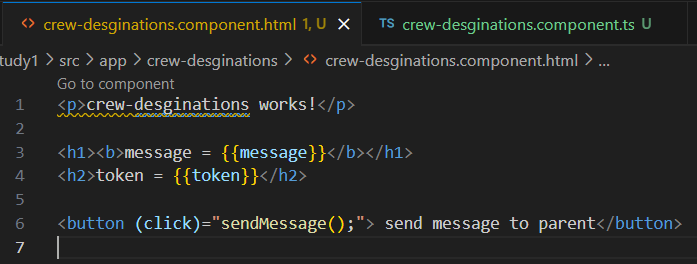 crew-desginations.component.html 1, U
TS crew-desginations.component.ts U
tudy1 > src > app > crew-desginations > crew-desginations.component.html > ...
Go to component
1 <p>crew-desginations works!</p>
2
3 <h1><b>message = {{message}}</b></h1>
4 <h2>token = {{token}}</h2>
5
6 <button (click)="sendMessage();"> send message to parent</button>
7